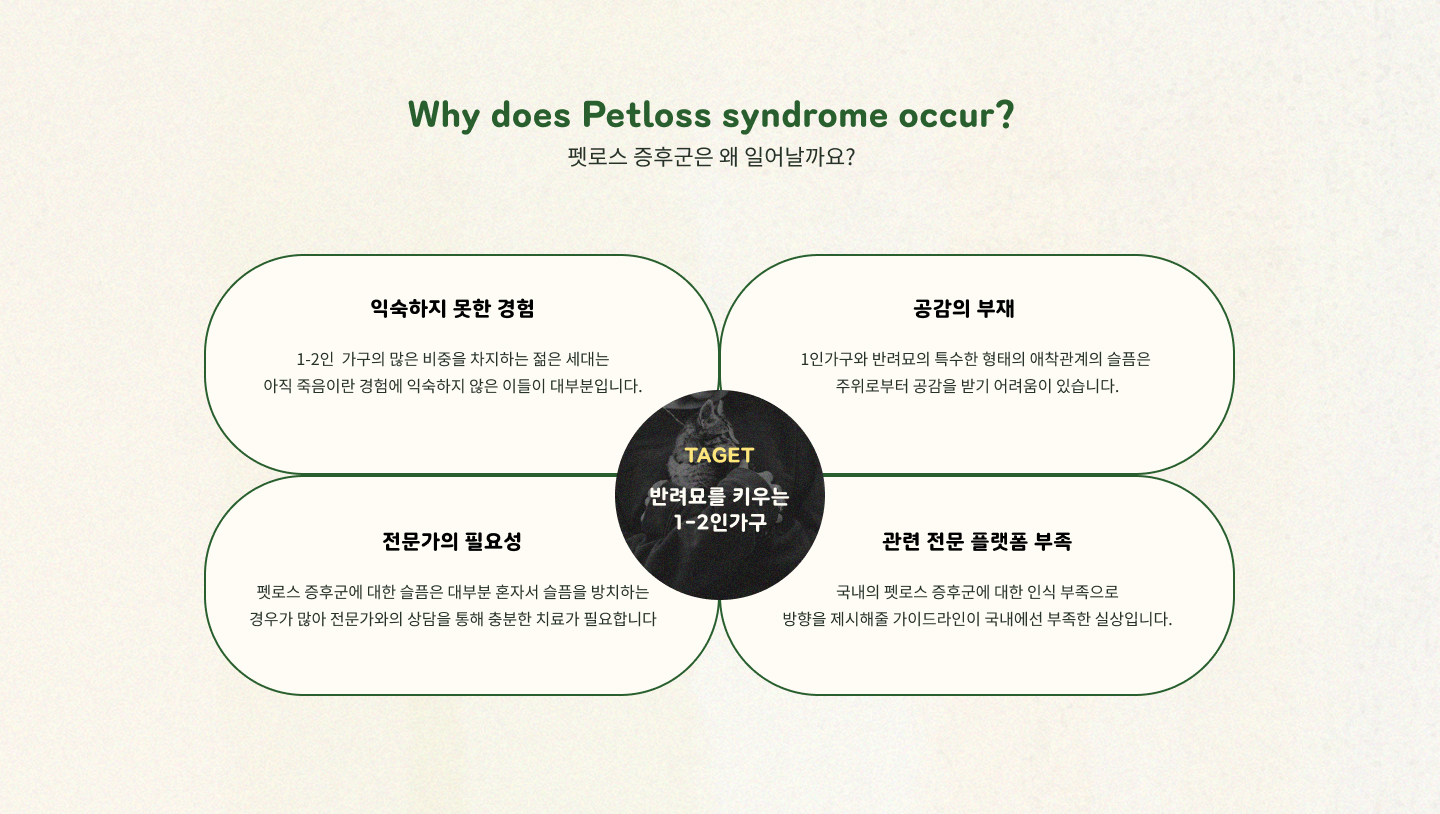 Why does Petloss syndrome occur?
펫로스 증후군은 왜 일어날까요?
익숙하지 못한 경험
1-2인 가구의 많은 비중을 차지하는 젊은 세대는
아직 죽음이란 경험에 익숙하지 않은 이들이 대부분입니다.
공감의 부재
1인가구와 반려묘의 특수한 형태의 애착관계의 슬픔은
주위로부터 공감을 받기 어려움이 있습니다.
TAGET
반려묘를 키우는
1-2인가구
전문가의 필요성
펫로스 증후군에 대한 슬픔은 대부분 혼자서 슬픔을 방치하는
경우가 많아 전문가와의 상담을 통해 충분한 치료가 필요합니다
관련 전문 플랫폼 부족
국내의 펫로스 증후군에 대한 인식 부족으로
방향을 제시해줄 가이드라인이 국내에선 부족한 실상입니다.